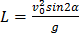 L = v₀²sin2α / g